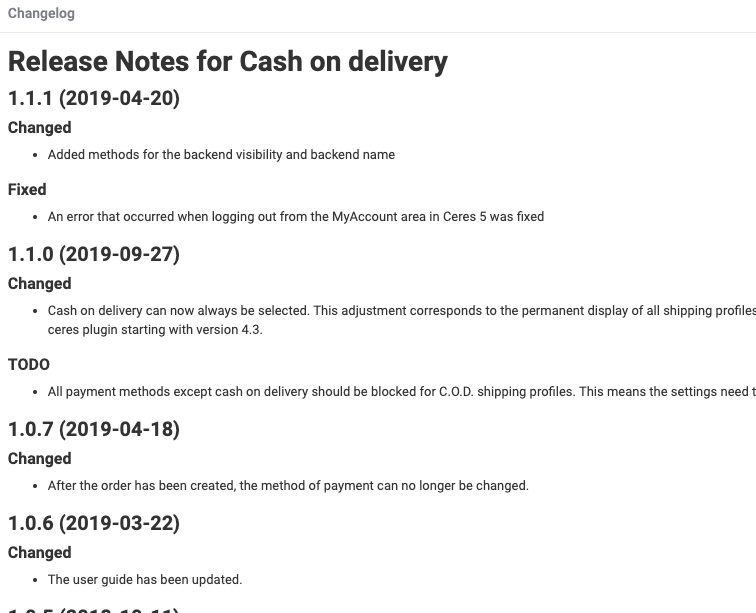 Changelog
Release Notes for Cash on delivery
1.1.1 (2019-04-20)
Changed
• Added methods for the backend visibility and backend name
Fixed
• An error that occurred when logging out from the MyAccount area in Ceres 5 was fixed
1.1.0 (2019-09-27)
Changed
• Cash on delivery can now always be selected. This adjustment corresponds to the permanent display of all shipping profiles
ceres plugin starting with version 4.3.
TODO
• All payment methods except cash on delivery should be blocked for C.O.D. shipping profiles. This means the settings need
1.0.7 (2019-04-18)
Changed
• After the order has been created, the method of payment can no longer be changed.
1.0.6 (2019-03-22)
Changed
• The user guide has been updated.